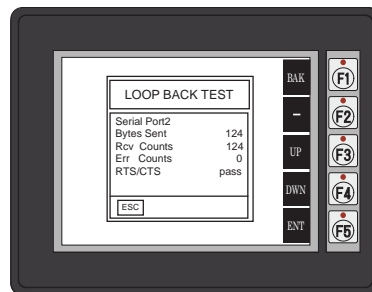 LOOP BACK TEST
Serial Port2
Bytes Sent 124
Rcv Counts 124
Err Counts 0
RTS/CTS pass
ESC
BAK
–
UP
DWN
ENT
F1
F2
F3
F4
F5